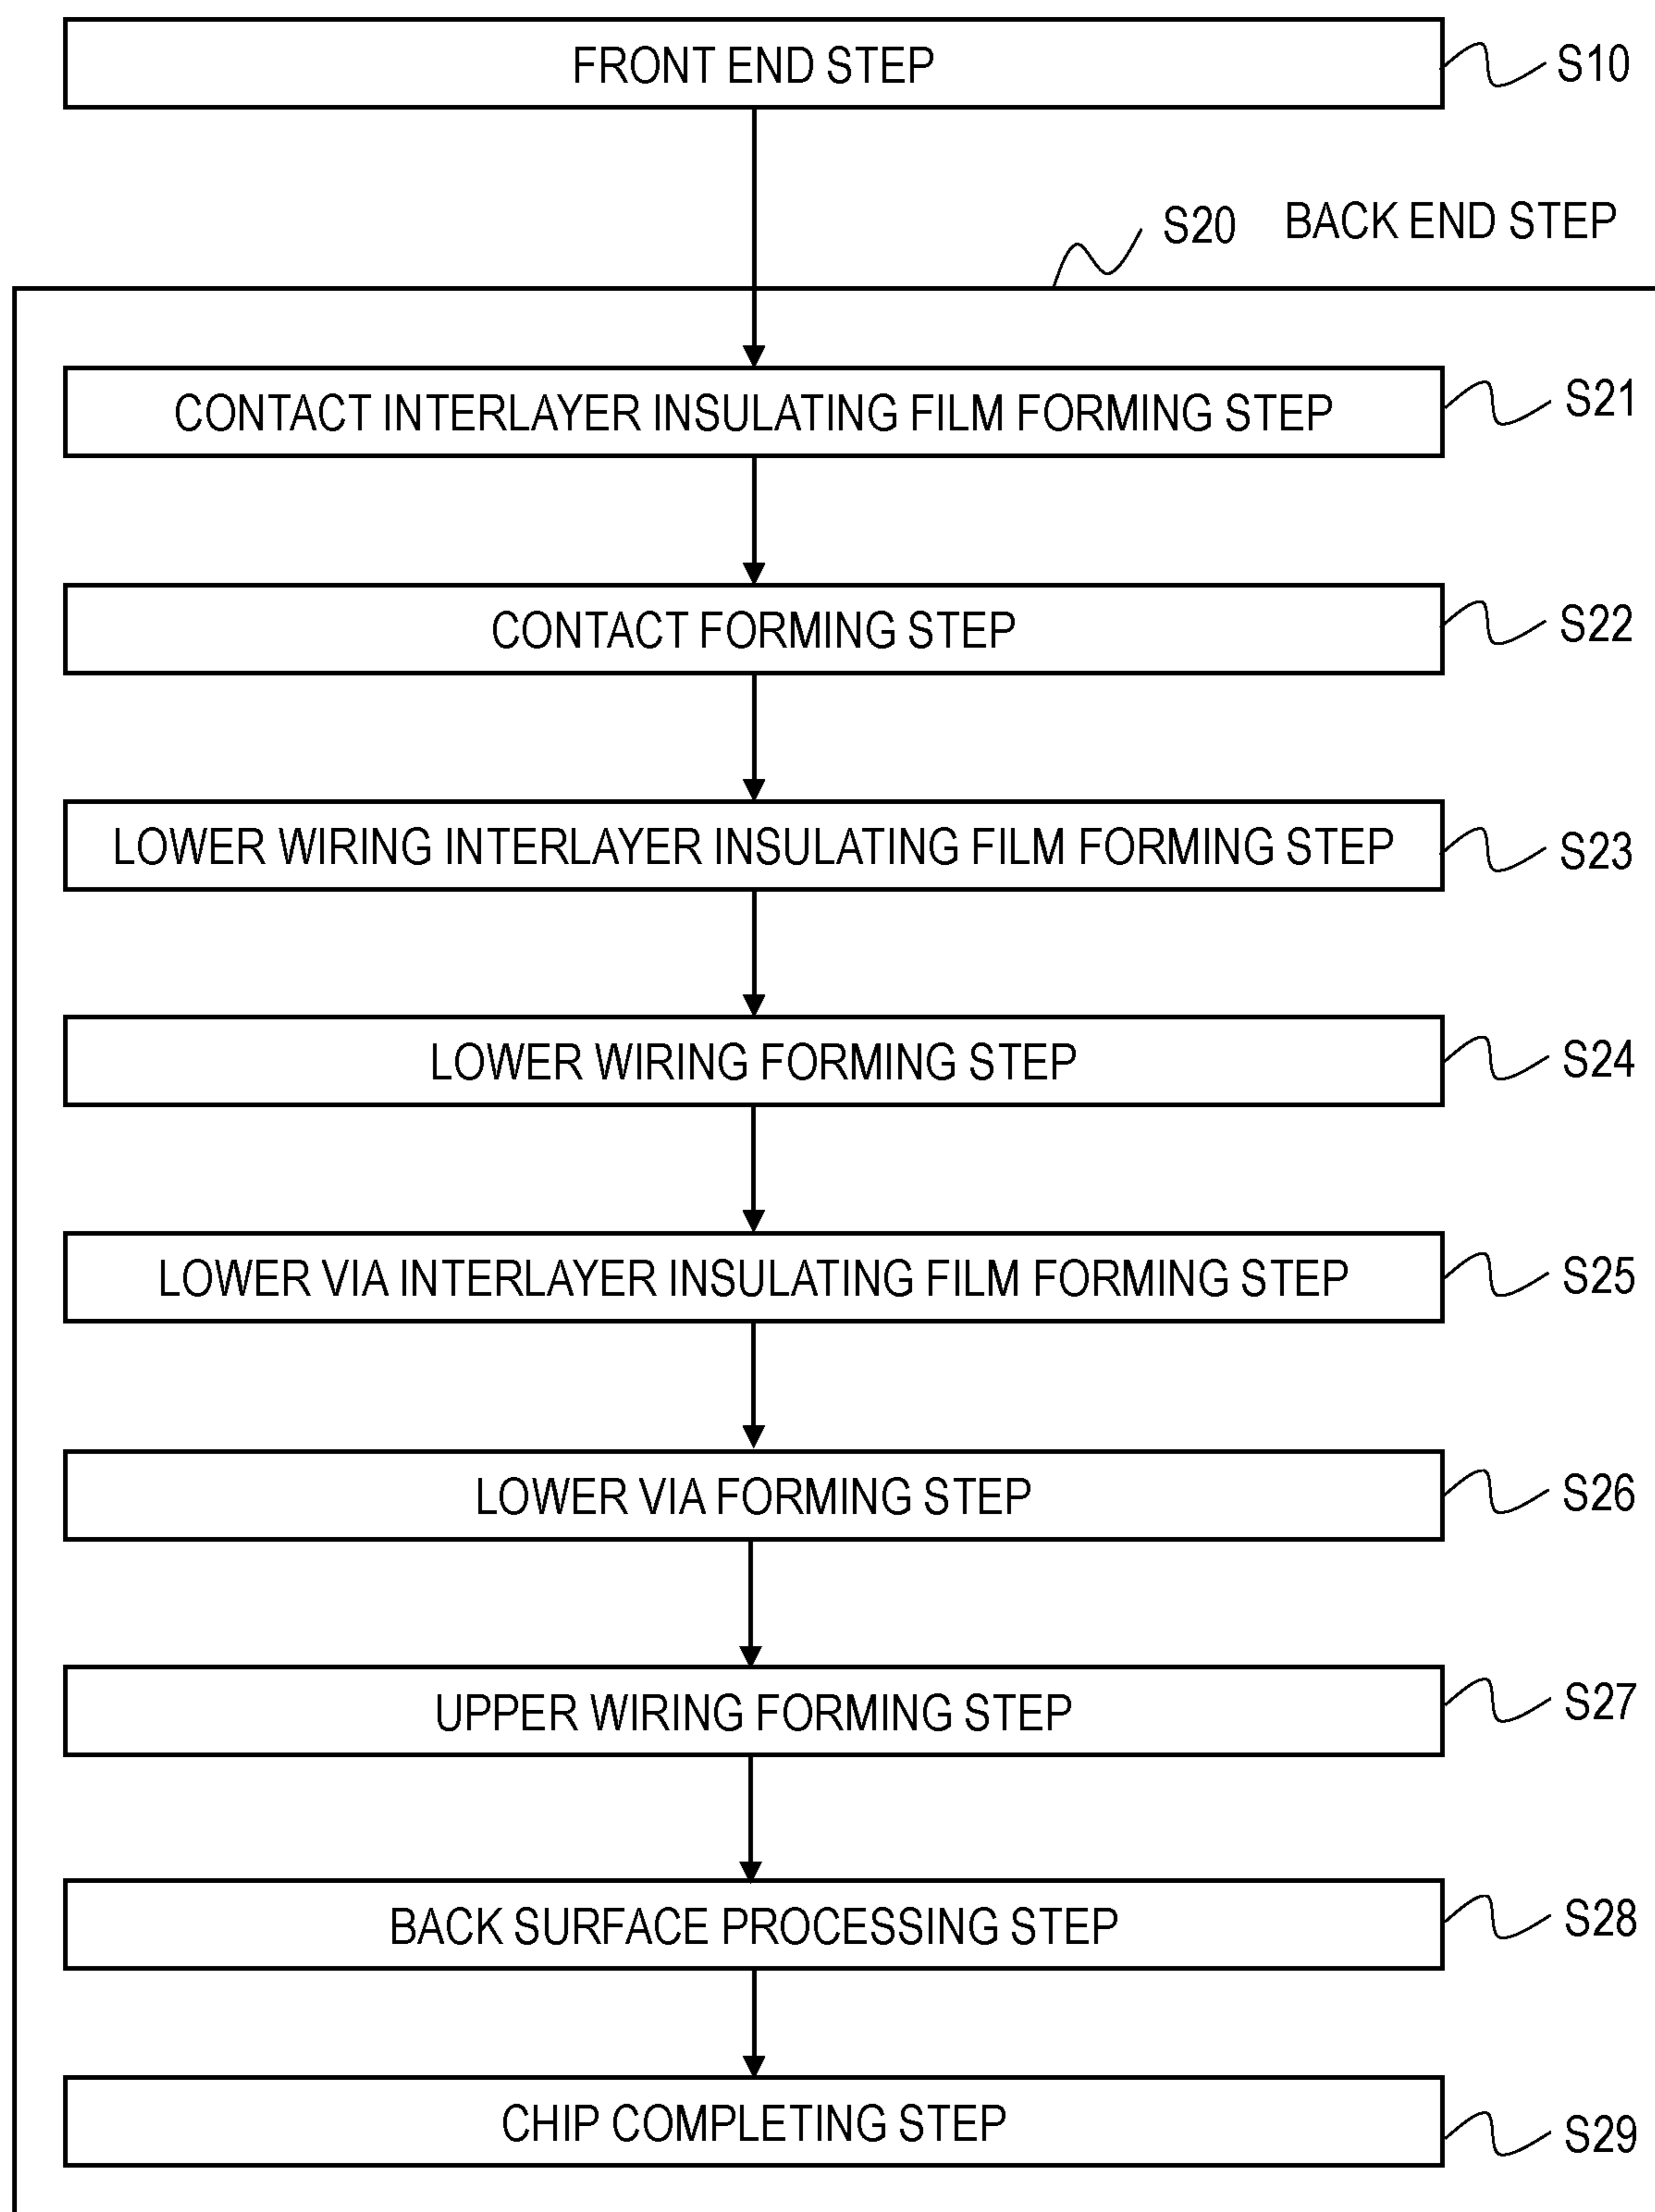 FRONT END STEP S10
S20 BACK END STEP
CONTACT INTERLAYER INSULATING FILM FORMING STEP S21
CONTACT FORMING STEP S22
LOWER WIRING INTERLAYER INSULATING FILM FORMING STEP S23
LOWER WIRING FORMING STEP S24
LOWER VIA INTERLAYER INSULATING FILM FORMING STEP S25
LOWER VIA FORMING STEP S26
UPPER WIRING FORMING STEP S27
BACK SURFACE PROCESSING STEP S28
CHIP COMPLETING STEP S29